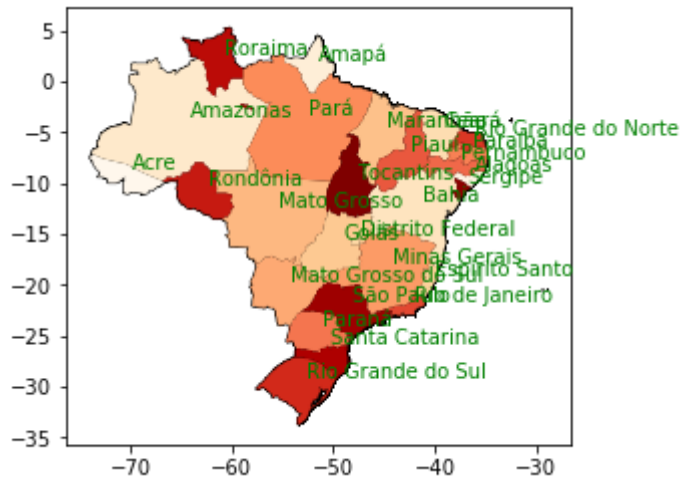 5
0
−5
−10
−15
−20
−25
−30
−35
−70
−60
−50
−40
−30
Roraima
Amapá
Amazonas
Pará
Maranhão
Ceará
Rio Grande do Norte
Piauí
Paraíba
Pernambuco
Acre
Rondônia
Tocantins
Alagoas
Sergipe
Mato Grosso
Bahia
Goiás
Distrito Federal
Minas Gerais
Mato Grosso do Sul
Espírito Santo
São Paulo
Rio de Janeiro
Paraná
Santa Catarina
Rio Grande do Sul